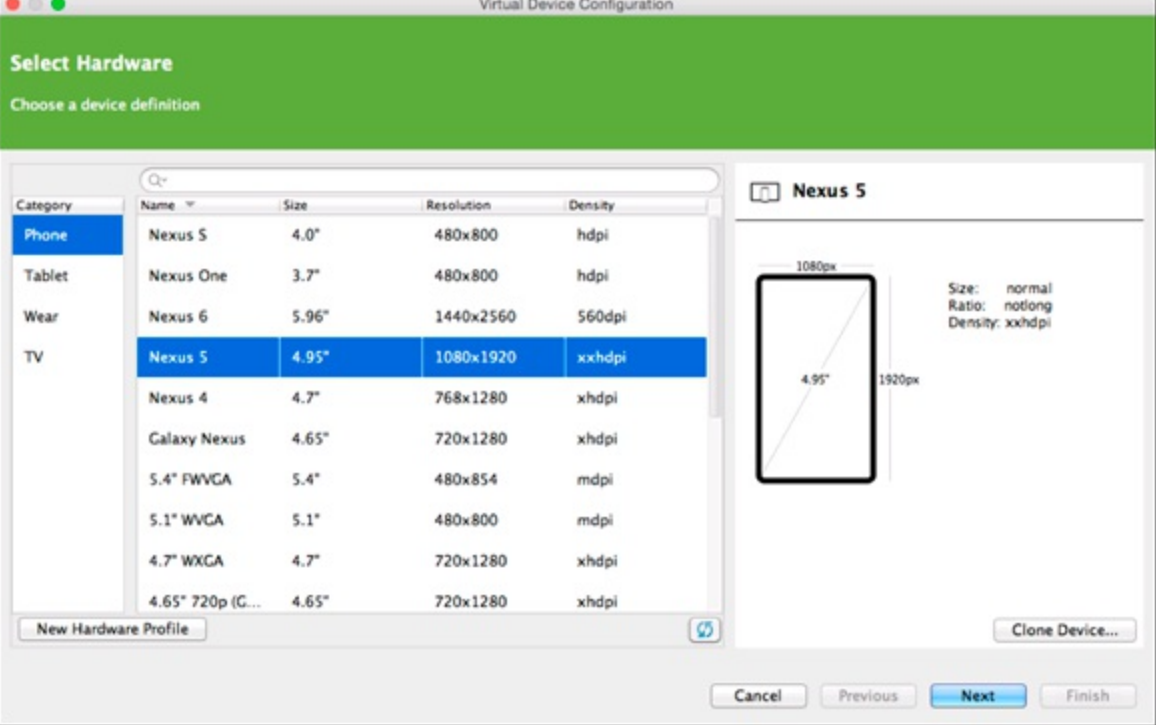 Virtual Device Configuration
Select Hardware
Choose a device definition
Category
Phone
Tablet
Wear
TV
Name Size Resolution Density
Nexus S 4.0" 480x800 hdpi
Nexus One 3.7" 480x800 hdpi
Nexus 6 5.96" 1440x2560 560dpi
Nexus 5 4.95" 1080x1920 xxhdpi
Nexus 4 4.7" 768x1280 xhdpi
Galaxy Nexus 4.65" 720x1280 xhdpi
5.4" FWVGA 5.4" 480x854 mdpi
5.1" WVGA 5.1" 480x800 mdpi
4.7" WXGA 4.7" 720x1280 xhdpi
4.65" 720p (G... 4.65" 720x1280 xhdpi
New Hardware Profile
Nexus 5
1080px
4.95"
1920px
Size: normal
Ratio: notlong
Density: xxhdpi
Clone Device...
Cancel Previous Next Finish